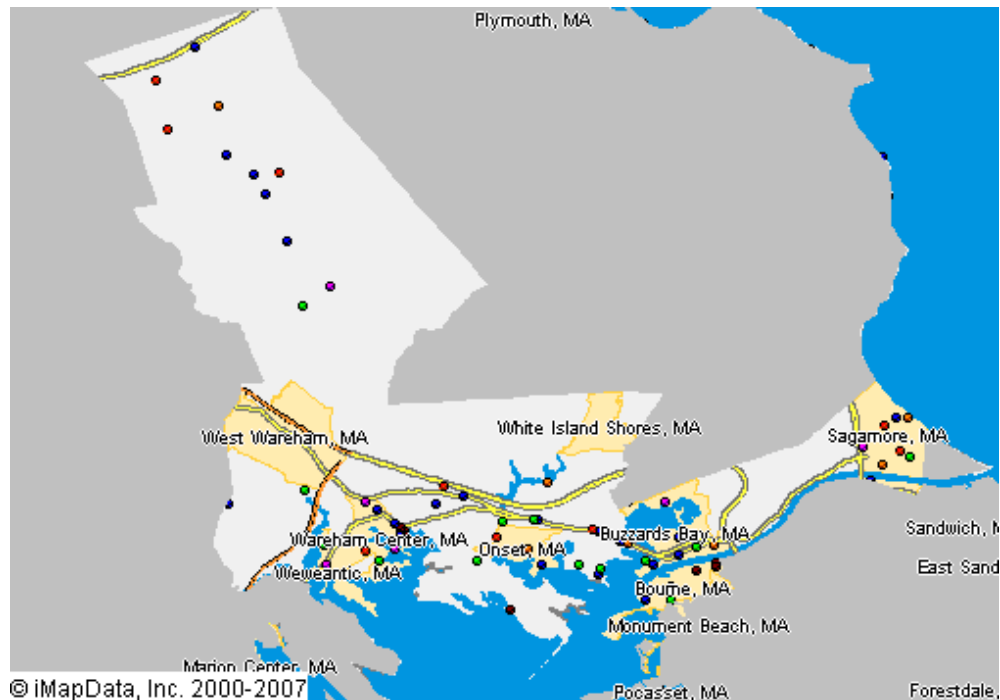 Plymouth, MA
West Wareham, MA
White Island Shores, MA
Sagamore, MA
Wareham Center, MA
Onset, MA
Buzzards Bay, MA
Sandwich, M
Weweantic, MA
East Sand
Bourne, MA
Monument Beach, MA
Marion Center, MA
Pocasset, MA
Forestdale,
© iMapData, Inc. 2000-2007